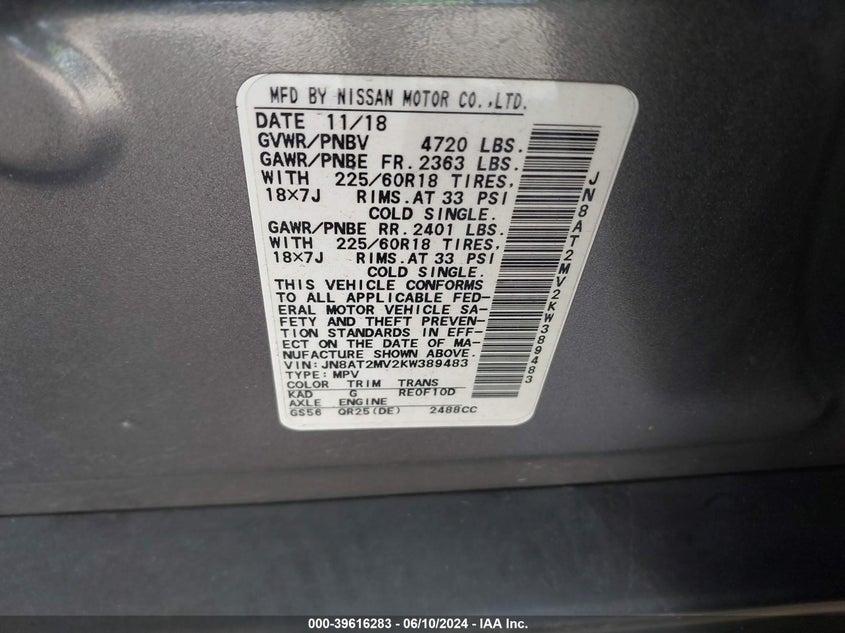 MFD BY NISSAN MOTOR CO.,LTD.
DATE 11/18
GVWR/PNBV 4720 LBS.
GAWR/PNBE FR. 2363 LBS.
WITH 225/60R18 TIRES,
18×7J RIMS.AT 33 PSI
COLD SINGLE.
GAWR/PNBE RR. 2401 LBS.
WITH 225/60R18 TIRES,
18×7J RIMS.AT 33 PSI
COLD SINGLE.
THIS VEHICLE CONFORMS
TO ALL APPLICABLE FED-
ERAL MOTOR VEHICLE SA-
FETY AND THEFT PREVEN-
TION STANDARDS IN EFF-
ECT ON THE DATE OF MA-
NUFACTURE SHOWN ABOVE.
VIN: JN8AT2MV2KW389483
TYPE: MPV
COLOR TRIM TRANS
KAD G RE0F10D
AXLE ENGINE
GS56 QR25(DE) 2488CC
JN8AT2MV2KW389483
000-39616283 - 06/10/2024 - IAA Inc.